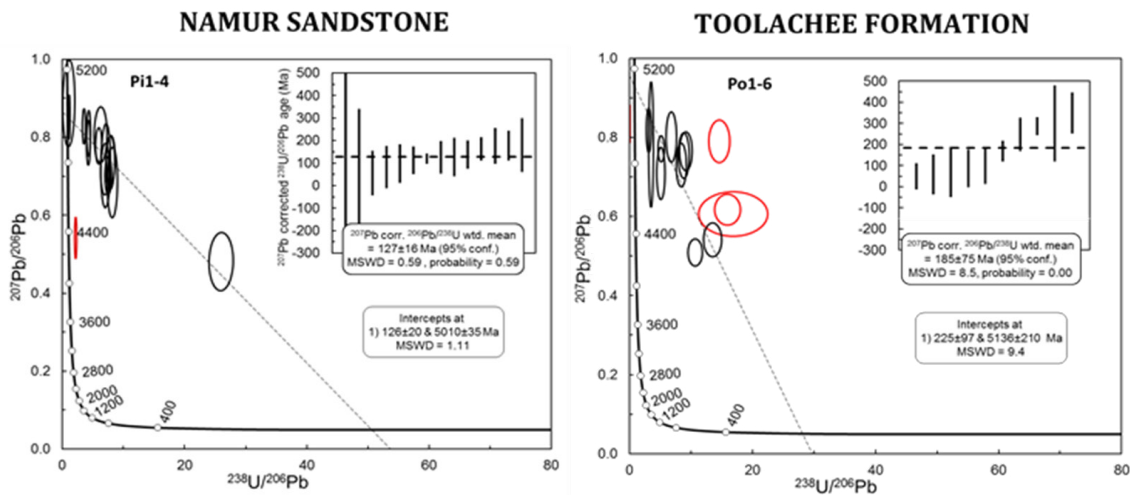 NAMUR SANDSTONE
Pi1-4
²⁰⁷Pb/²⁰⁶Pb
1.0
0.8
0.6
0.4
0.2
0.0
5200
4400
3600
2800
2000
1200
400
0
20
40
60
80
²³⁸U/²⁰⁶Pb
²⁰⁷Pb corrected ²³⁸U/²⁰⁶Pb age (Ma)
500
400
300
200
100
0
-100
-200
-300
²⁰⁷Pb corr. ²⁰⁶Pb/²³⁸U wtd. mean
= 127±16 Ma (95% conf.)
MSWD = 0.59, probability = 0.59
Intercepts at
1) 126±20 & 5010±35 Ma
MSWD = 1.11
TOOLACHEE FORMATION
Po1-6
²⁰⁷Pb/²⁰⁶Pb
1.0
0.8
0.6
0.4
0.2
0.0
5200
4400
3600
2800
2000
1200
400
0
20
40
60
80
²³⁸U/²⁰⁶Pb
500
400
300
200
100
0
-100
-200
-300
²⁰⁷Pb corr. ²⁰⁶Pb/²³⁸U wtd. mean
= 185±75 Ma (95% conf.)
MSWD = 8.5, probability = 0.00
Intercepts at
1) 225±97 & 5136±210 Ma
MSWD = 9.4